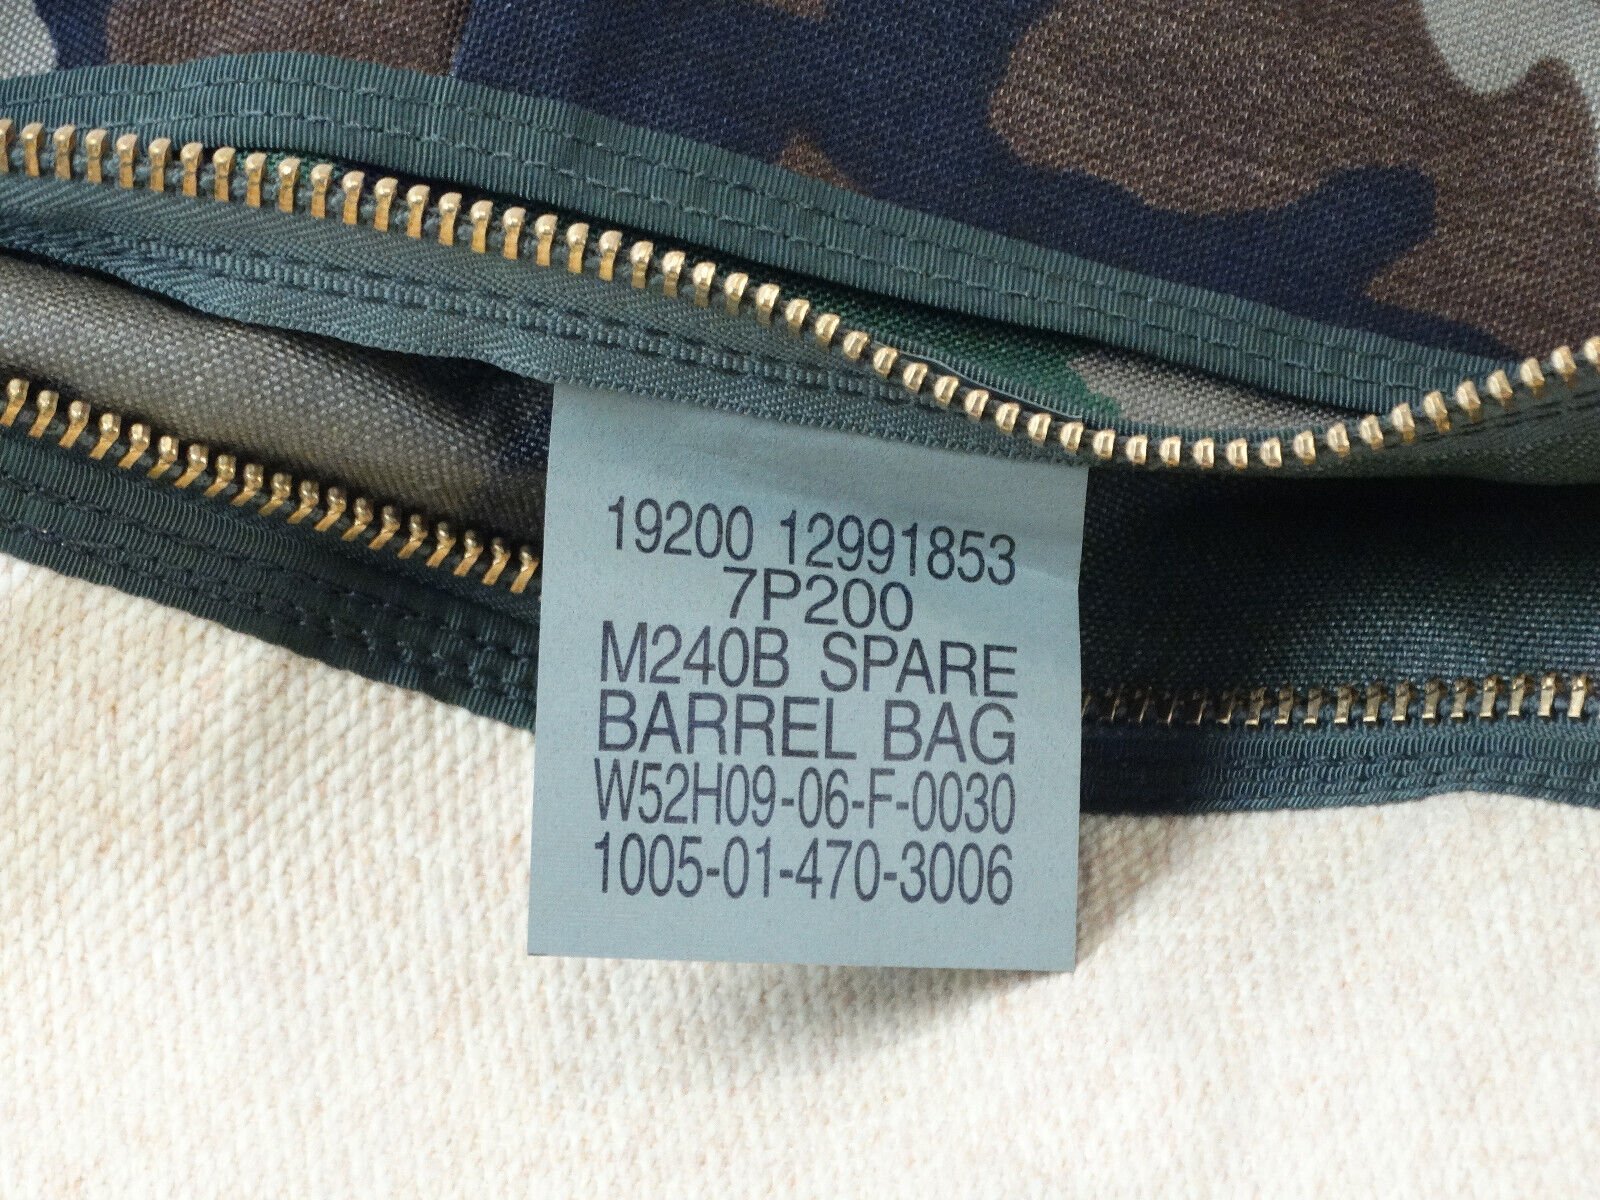 19200 12991853
7P200
M240B SPARE
BARREL BAG
W52H09-06-F-0030
1005-01-470-3006